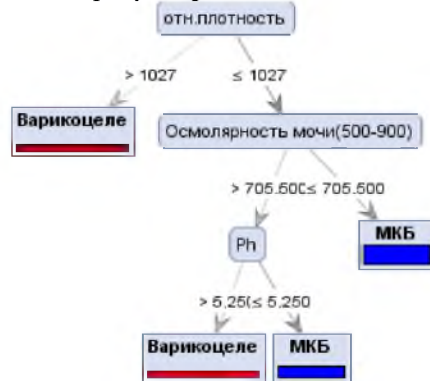 отн.плотность
> 1027
≤ 1027
Варикоцеле
Осмолярность мочи(500-900)
> 705.500
≤ 705.500
Ph
МКБ
> 5,250
≤ 5,250
Варикоцеле
МКБ